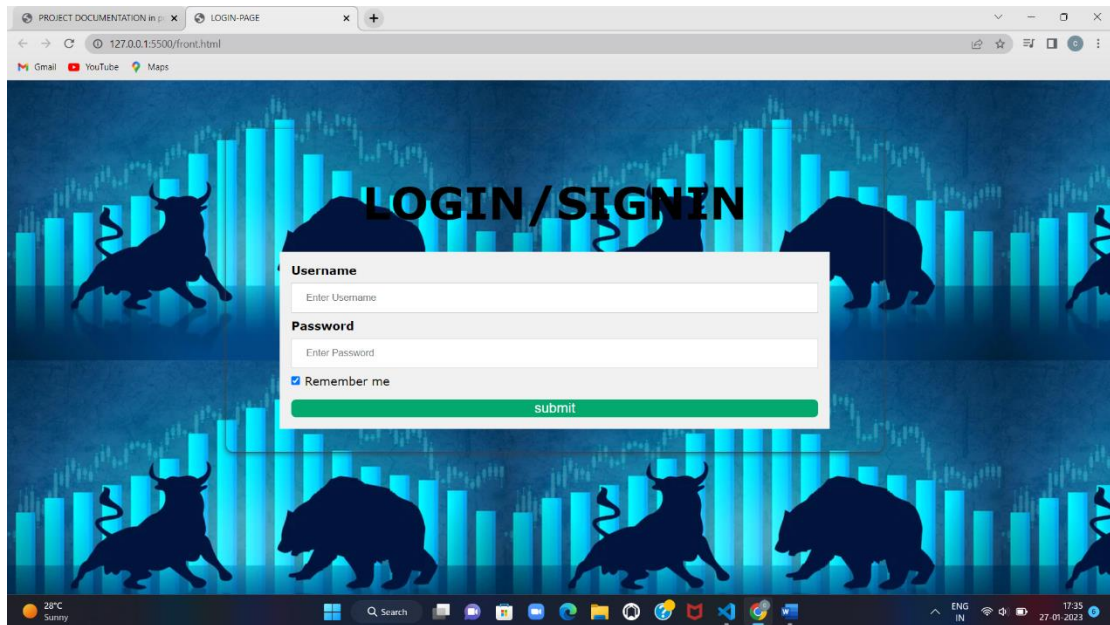 PROJECT DOCUMENTATION in p
LOGIN-PAGE
127.0.0.1:5500/front.html
Gmail YouTube Maps
LOGIN/SIGNIN
Username
Enter Username
Password
Enter Password
Remember me
submit
28°C
Sunny
Search
ENG
IN
17:35
27-01-2023